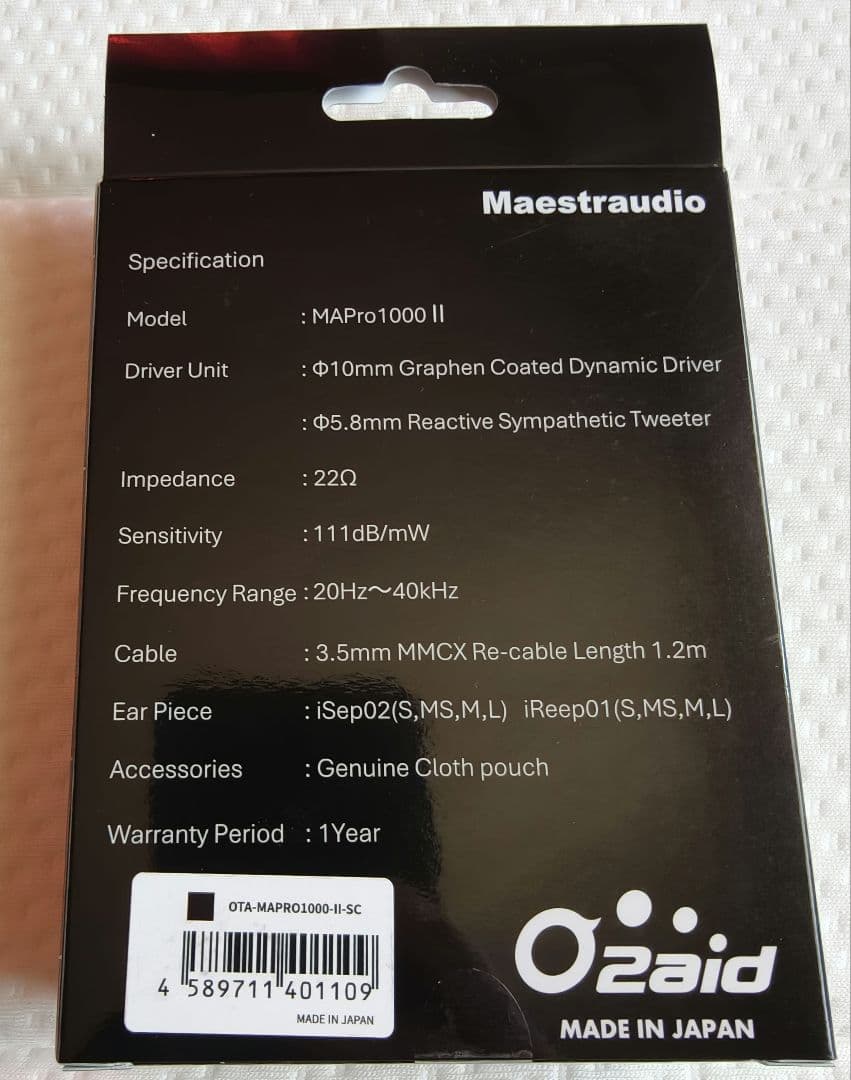 Maestraudio
Specification
Model : MAPro1000 II
Driver Unit : Φ10mm Graphen Coated Dynamic Driver
: Φ5.8mm Reactive Sympathetic Tweeter
Impedance : 22Ω
Sensitivity : 111dB/mW
Frequency Range : 20Hz～40kHz
Cable : 3.5mm MMCX Re-cable Length 1.2m
Ear Piece : iSep02(S,MS,M,L) iReep01(S,MS,M,L)
Accessories : Genuine Cloth pouch
Warranty Period : 1Year
OTA-MAPRO1000-II-SC
4 589711 401109
MADE IN JAPAN
O2aid
MADE IN JAPAN